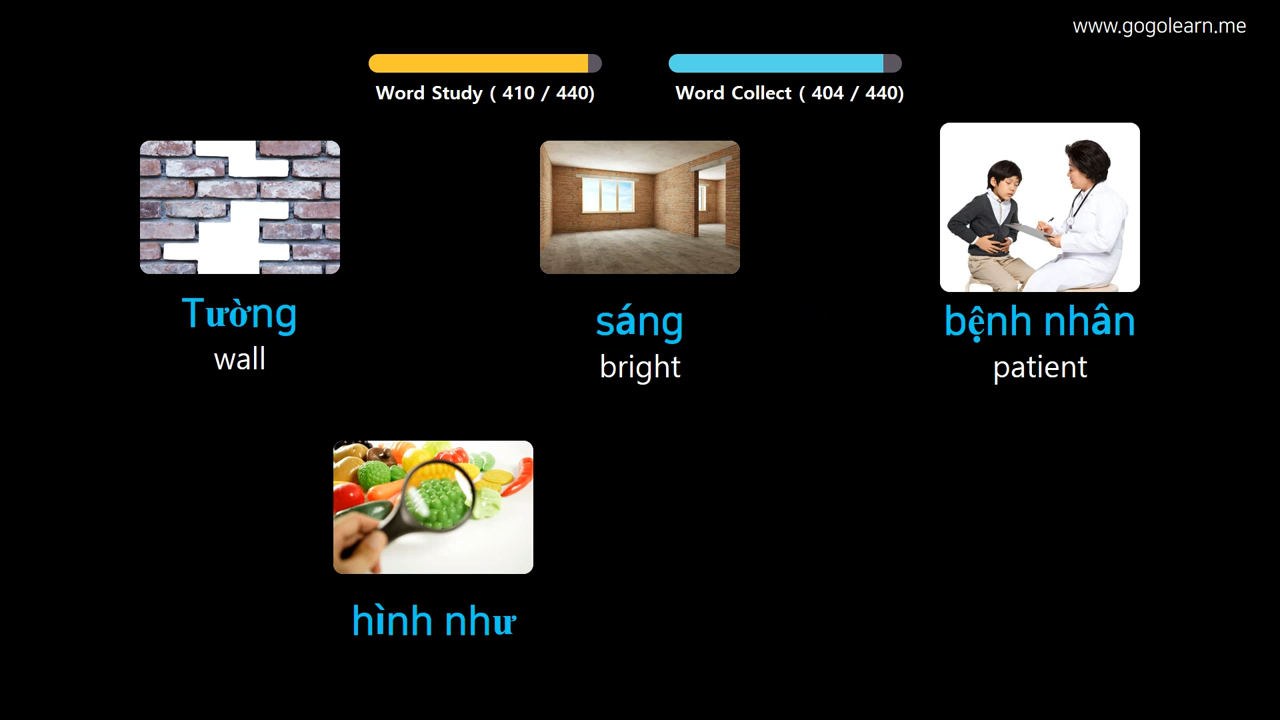 www.gogolearn.me
Word Study ( 410 / 440)
Word Collect ( 404 / 440)
Tường
wall
sáng
bright
bệnh nhân
patient
hình như